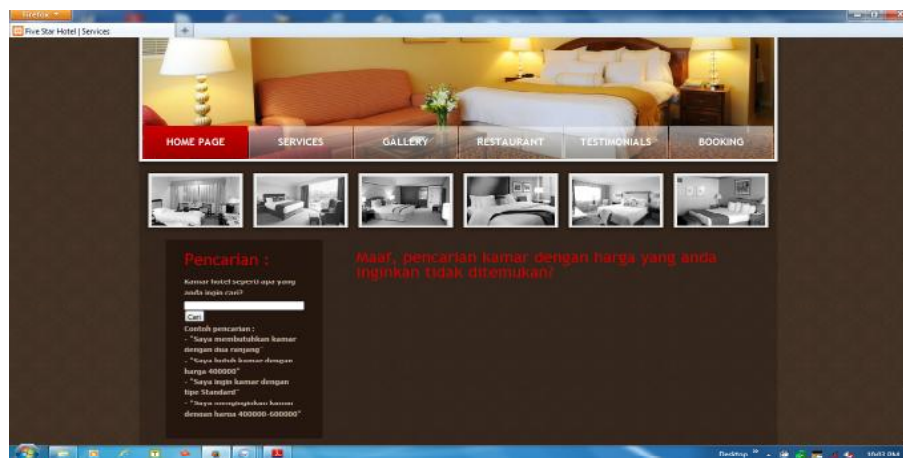 Firefox
Five Star Hotel | Services
HOME PAGE SERVICES GALLERY RESTAURANT TESTIMONIALS BOOKING
Pencarian :
Maaf, pencarian kamar dengan harga yang anda
inginkan tidak ditemukan!
Kamar hotel seperti apa yang
anda ingin cari?
Cari
Contoh pencarian :
- "Saya membutuhkan kamar
dengan dua ranjang"
- "Saya butuh kamar dengan
harga 400000"
- "Saya ingin kamar dengan
tipe Standard"
- "Saya menginginkan kamar
dengan harga 400000-600000"
Desktop